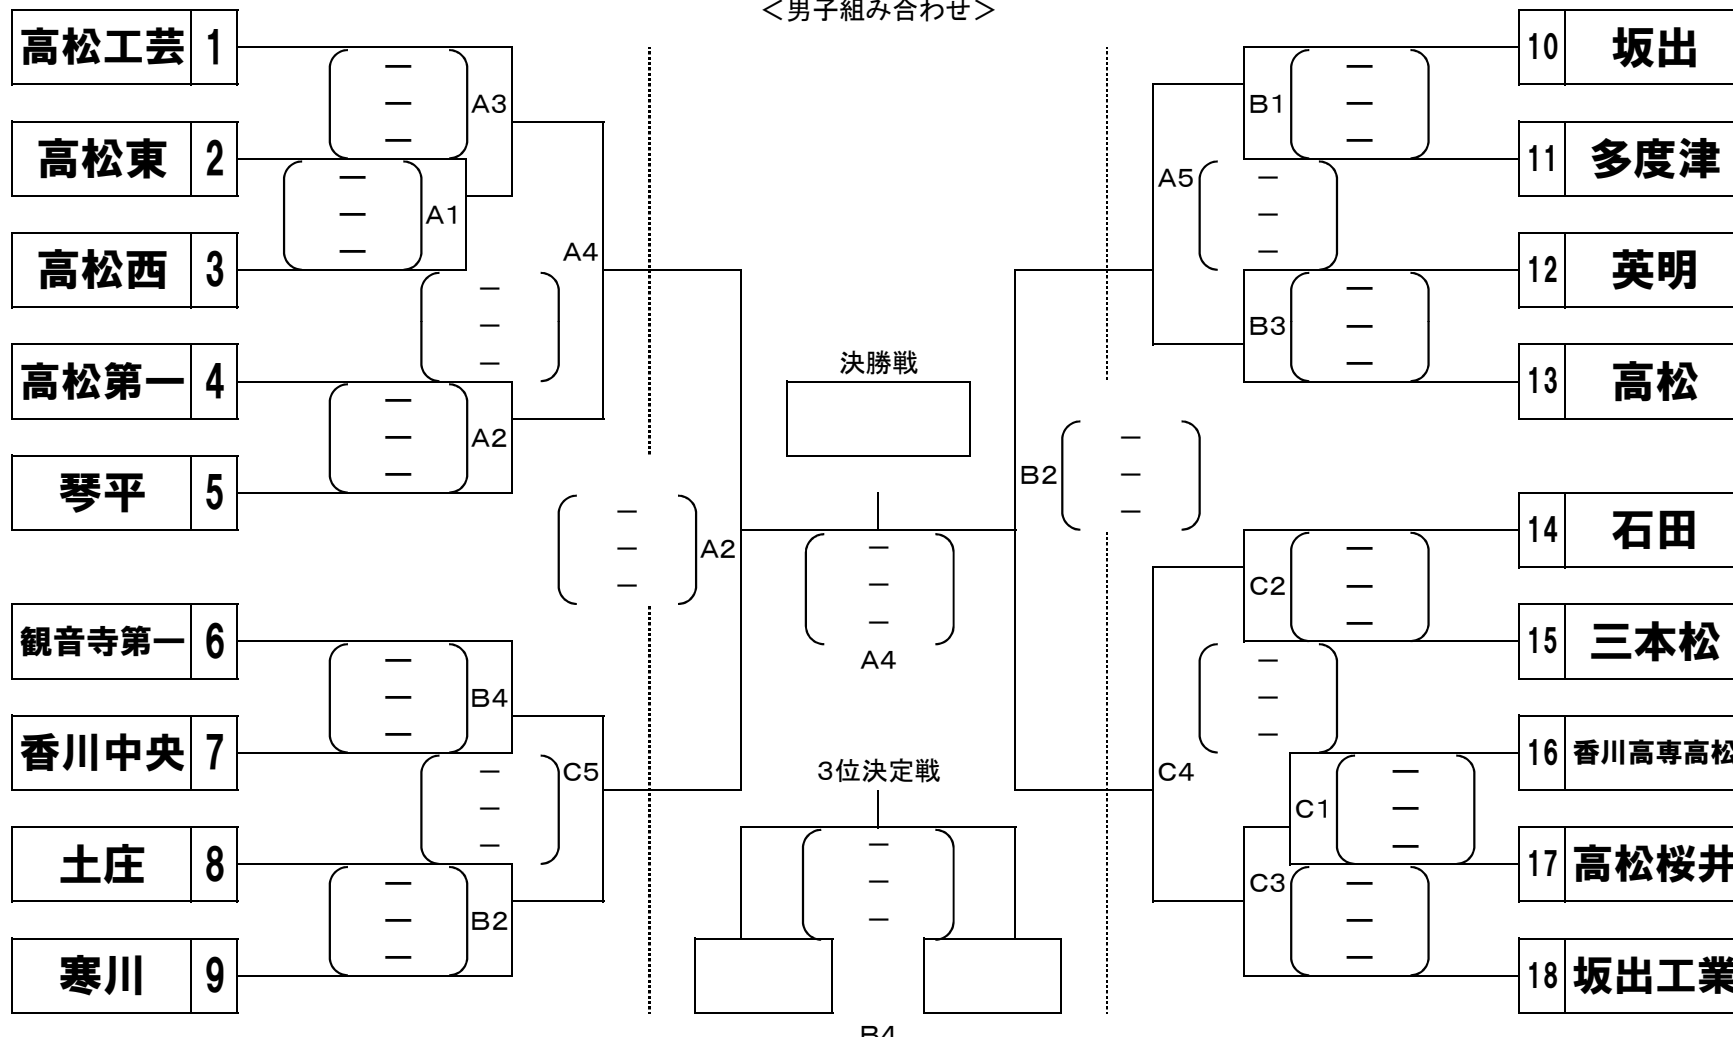 ＜男子組み合わせ＞
高松工芸 1
A3
高松東 2
A1
高松西 3
A4
高松第一 4
A2
琴平 5
A2
観音寺第一 6
B4
香川中央 7
C5
土庄 8
B2
寒川 9
決勝戦
A4
3位決定戦
B4
10 坂出
B1
11 多度津
A5
12 英明
B3
13 高松
B2
14 石田
C2
15 三本松
16 香川高専高松
C4
C1
17 高松桜井
C3
18 坂出工業